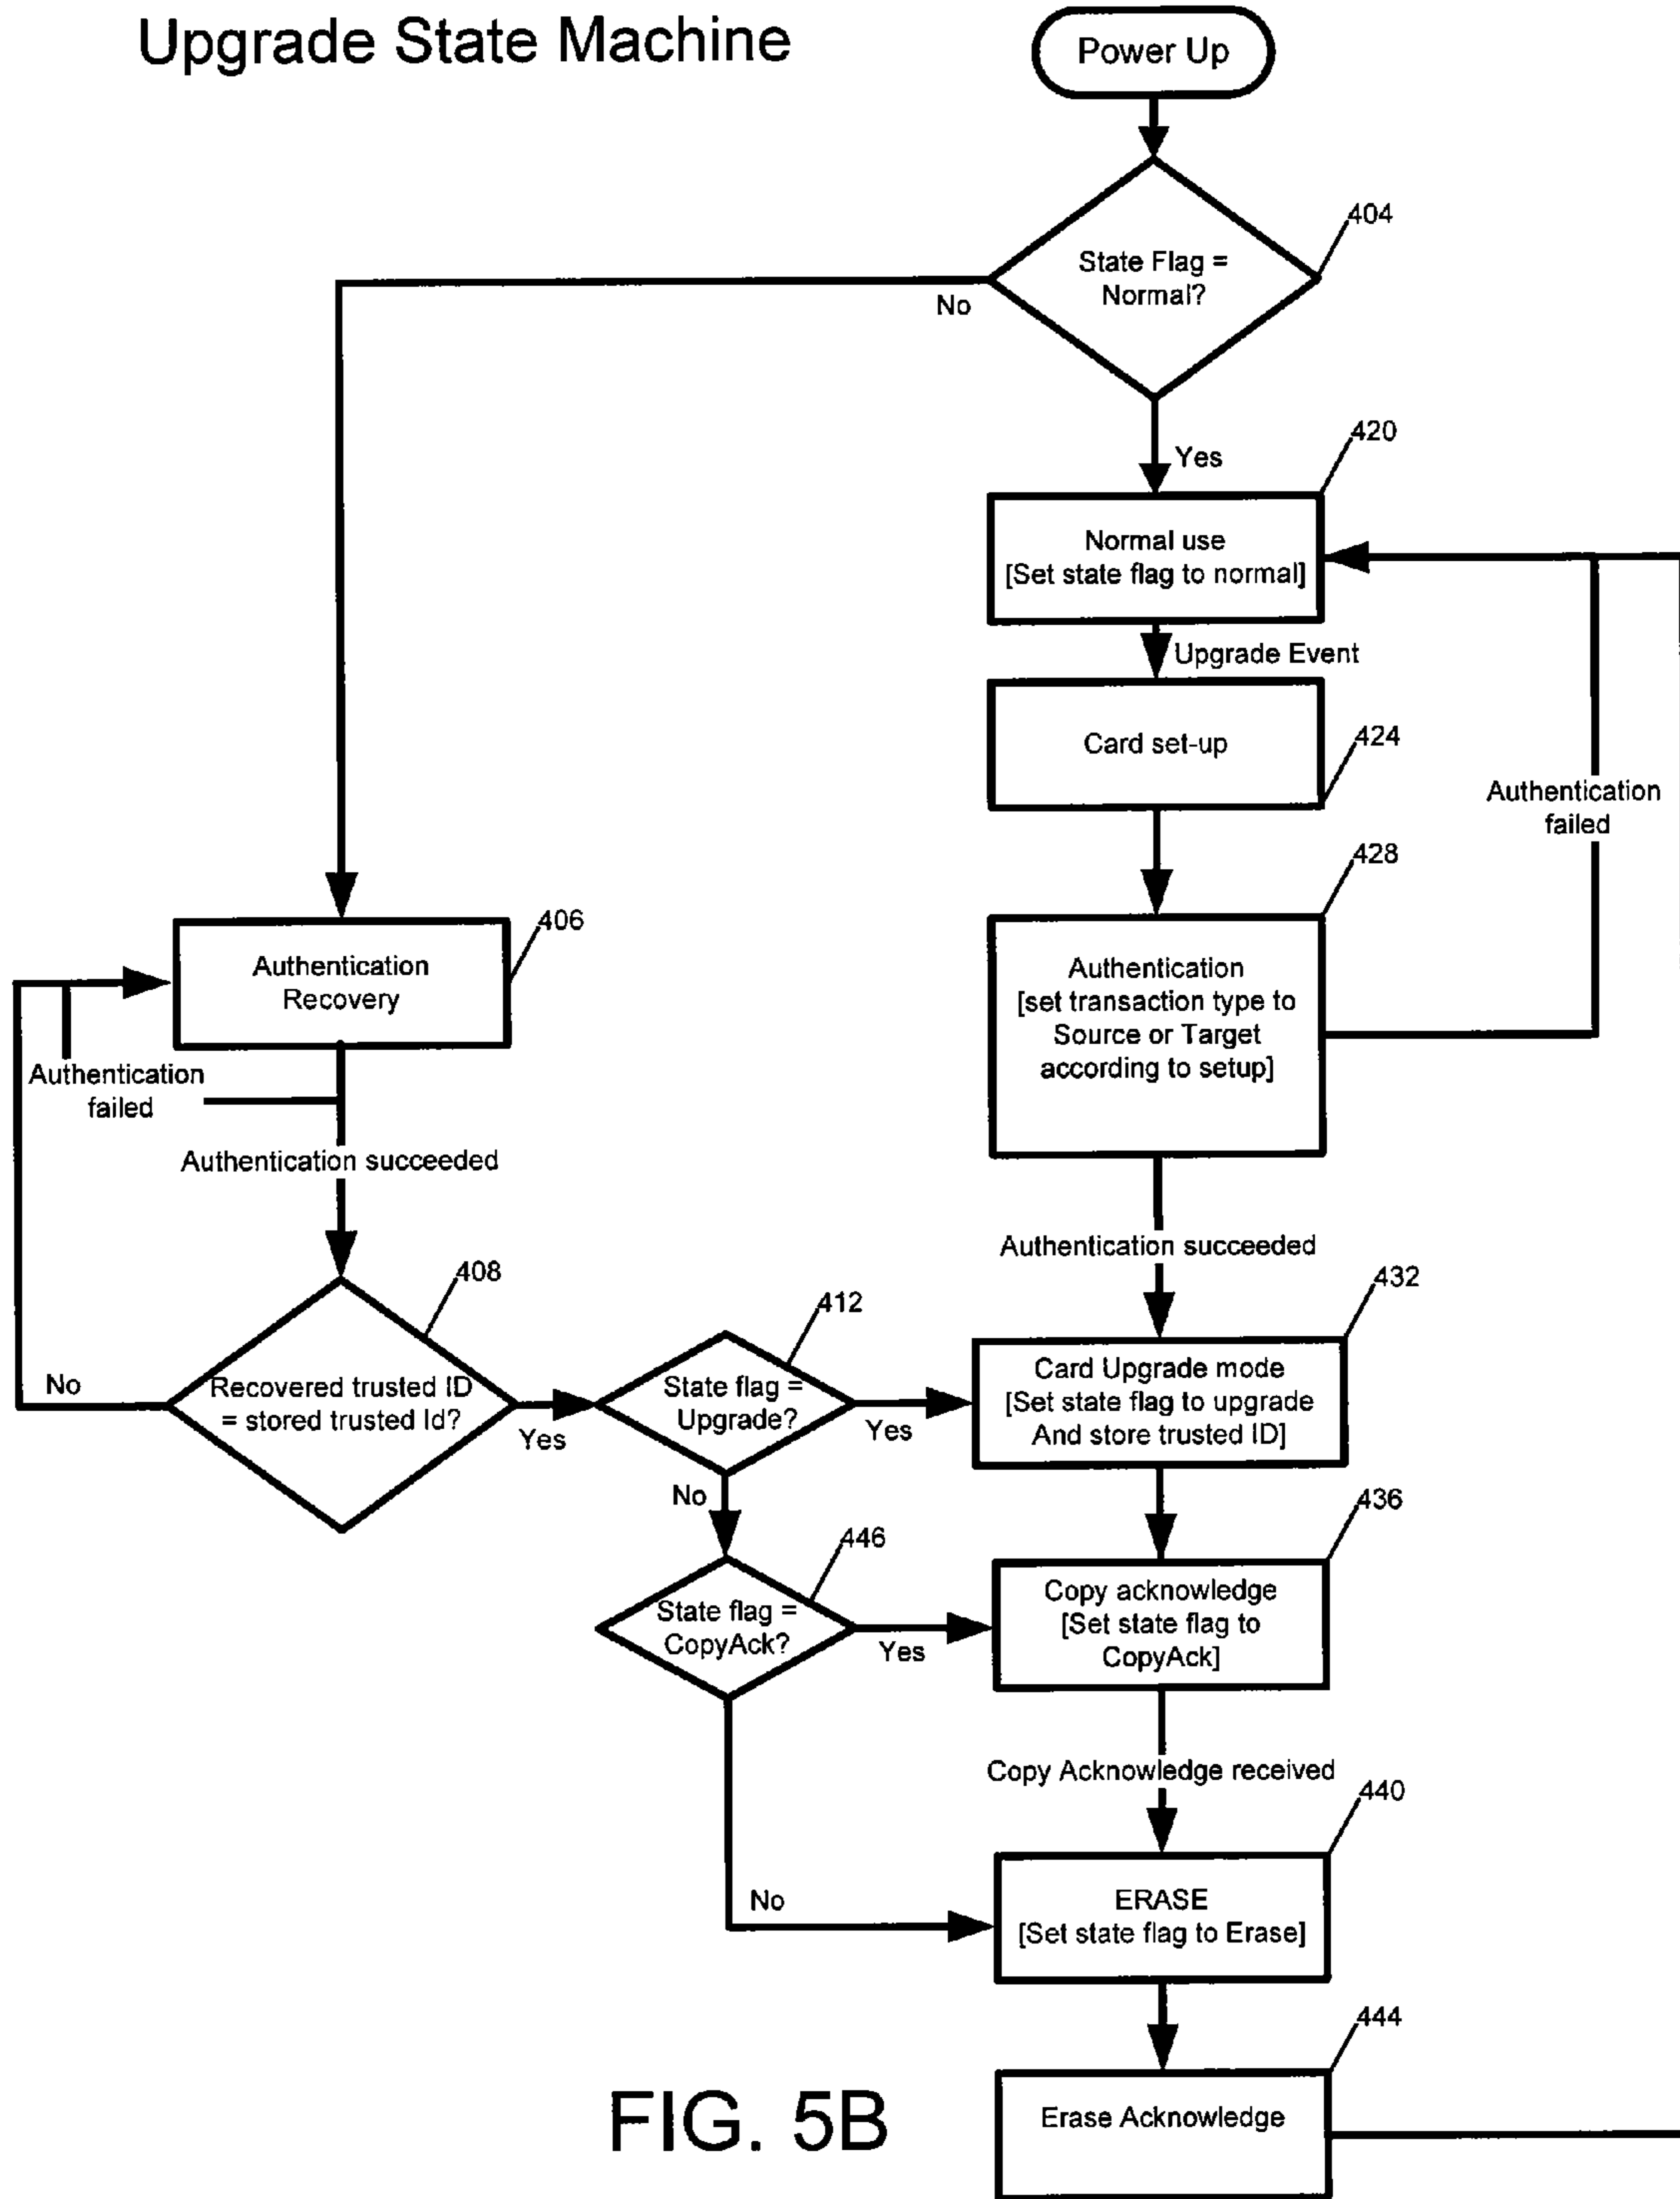 Upgrade State Machine
Power Up
404
State Flag =
Normal?
No
Yes
420
Normal use
[Set state flag to normal]
Upgrade Event
Card set-up
424
Authentication
failed
428
Authentication
[set transaction type to
Source or Target
according to setup]
406
Authentication
Recovery
Authentication
failed
Authentication succeeded
Authentication succeeded
408
Recovered trusted ID
= stored trusted Id?
No
Yes
412
State flag =
Upgrade?
Yes
No
432
Card Upgrade mode
[Set state flag to upgrade
And store trusted ID]
446
State flag =
CopyAck?
Yes
No
436
Copy acknowledge
[Set state flag to
CopyAck]
Copy Acknowledge received
440
ERASE
[Set state flag to Erase]
444
Erase Acknowledge
FIG. 5B